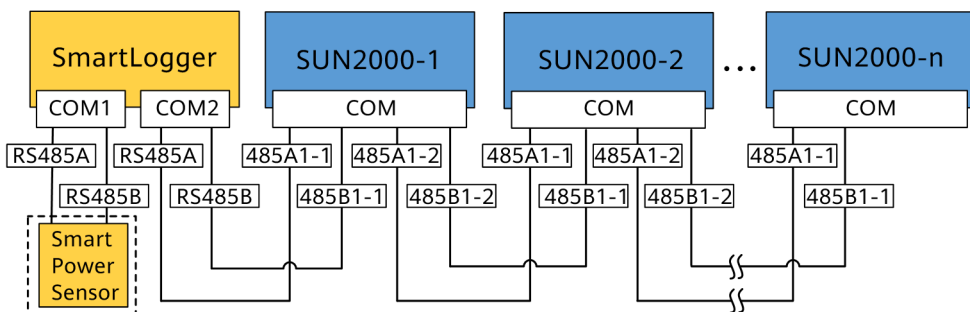 SmartLogger
SUN2000-1
SUN2000-2
...
SUN2000-n
COM1
COM2
COM
COM
COM
RS485A
RS485A
485A1-1
485A1-2
485A1-1
485A1-2
485A1-1
RS485B
RS485B
485B1-1
485B1-2
485B1-1
485B1-2
485B1-1
Smart
Power
Sensor